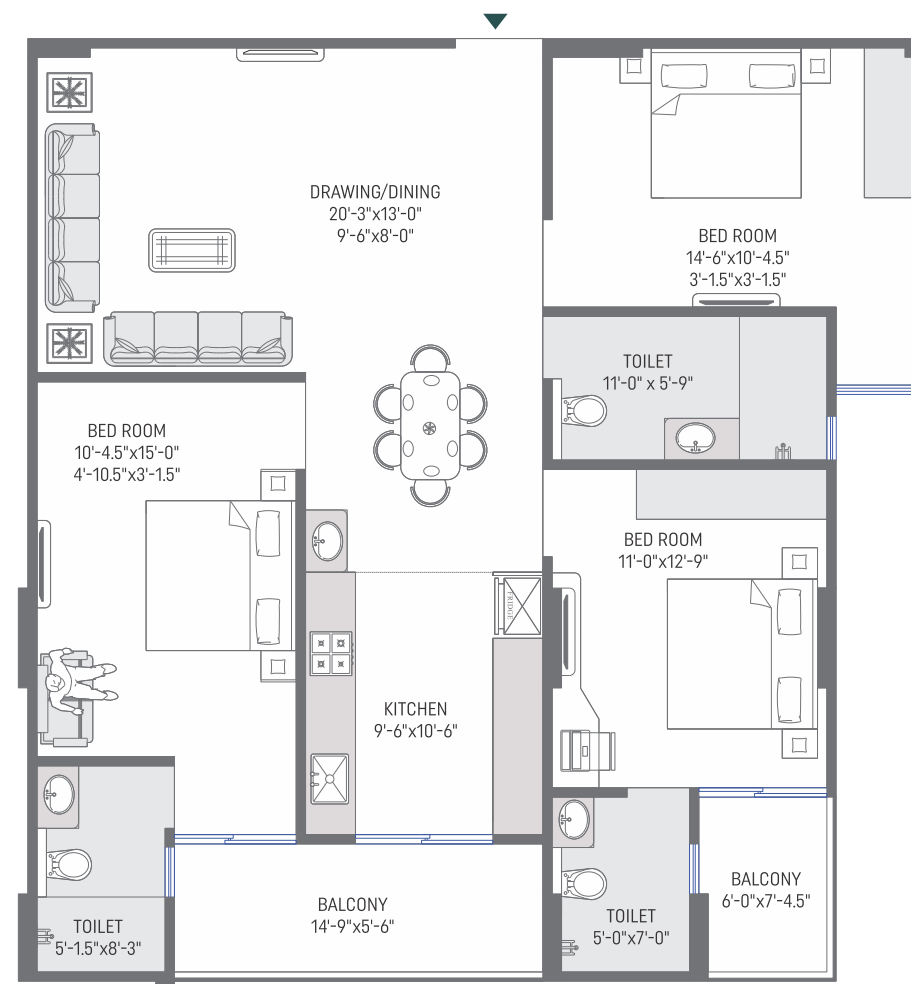 DRAWING/DINING
20'-3"x13'-0"
9'-6"x8'-0"
BED ROOM
14'-6"x10'-4.5"
3'-1.5"x3'-1.5"
TOILET
11'-0" x 5'-9"
BED ROOM
10'-4.5"x15'-0"
4'-10.5"x3'-1.5"
BED ROOM
11'-0"x12'-9"
FRIDGE
KITCHEN
9'-6"x10'-6"
BALCONY
6'-0"x7'-4.5"
BALCONY
14'-9"x5'-6"
TOILET
5'-0"x7'-0"
TOILET
5'-1.5"x8'-3"